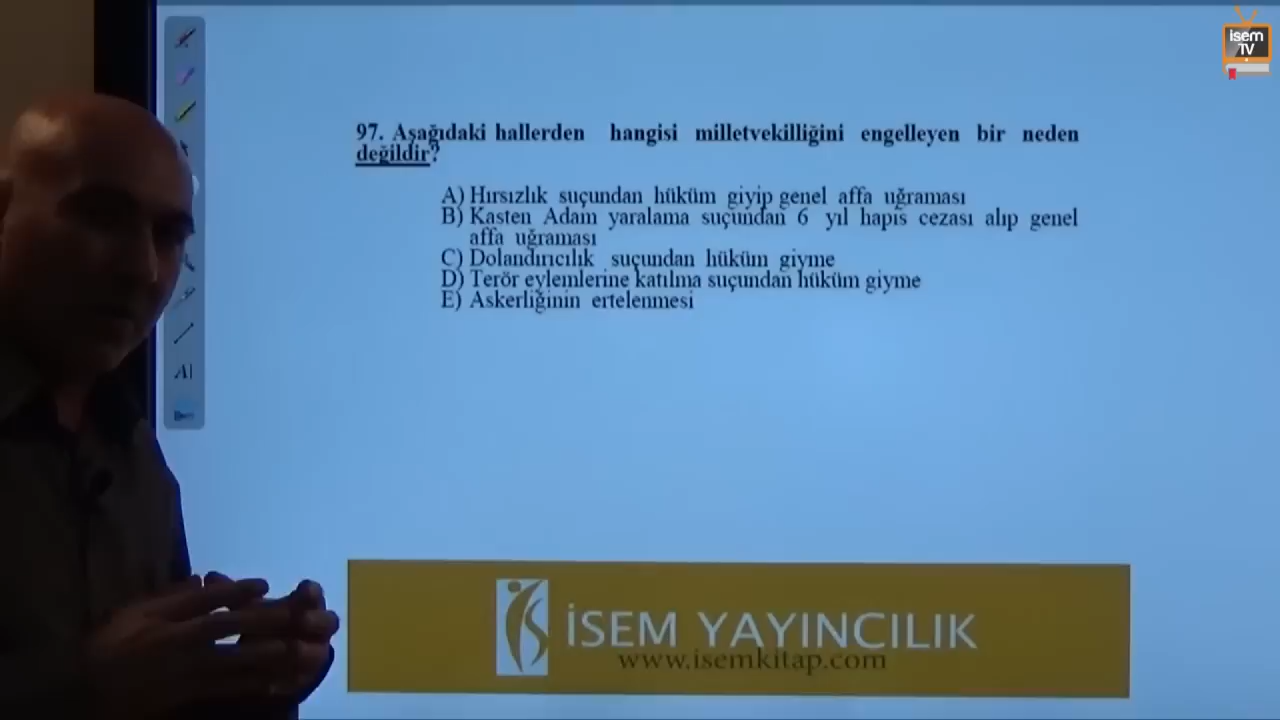 isem
TV
97. Aşağıdaki hallerden hangisi milletvekilliğini engelleyen bir neden
değildir?
A) Hırsızlık suçundan hüküm giyip genel affa uğraması
B) Kasten Adam yaralama suçundan 6 yıl hapis cezası alıp genel
affa uğraması
C) Dolandırıcılık suçundan hüküm giyme
D) Terör eylemlerine katılma suçundan hüküm giyme
E) Askerliğinin ertelenmesi
A
İSEM YAYINCILIK
www.isemkitap.com